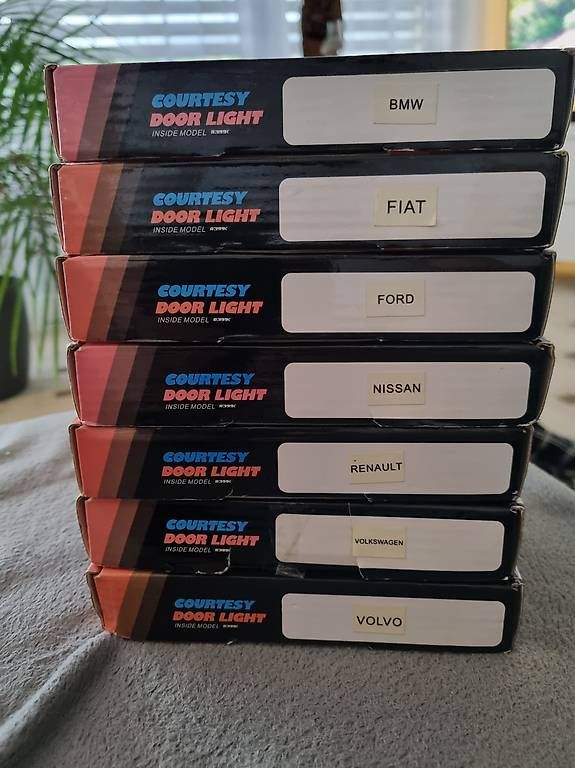 COURTESY
DOOR LIGHT
INSIDE MODEL
BMW
COURTESY
DOOR LIGHT
INSIDE MODEL
FIAT
COURTESY
DOOR LIGHT
INSIDE MODEL
FORD
COURTESY
DOOR LIGHT
INSIDE MODEL
NISSAN
COURTESY
DOOR LIGHT
INSIDE MODEL
RENAULT
COURTESY
DOOR LIGHT
INSIDE MODEL
VOLKSWAGEN
COURTESY
DOOR LIGHT
INSIDE MODEL
VOLVO